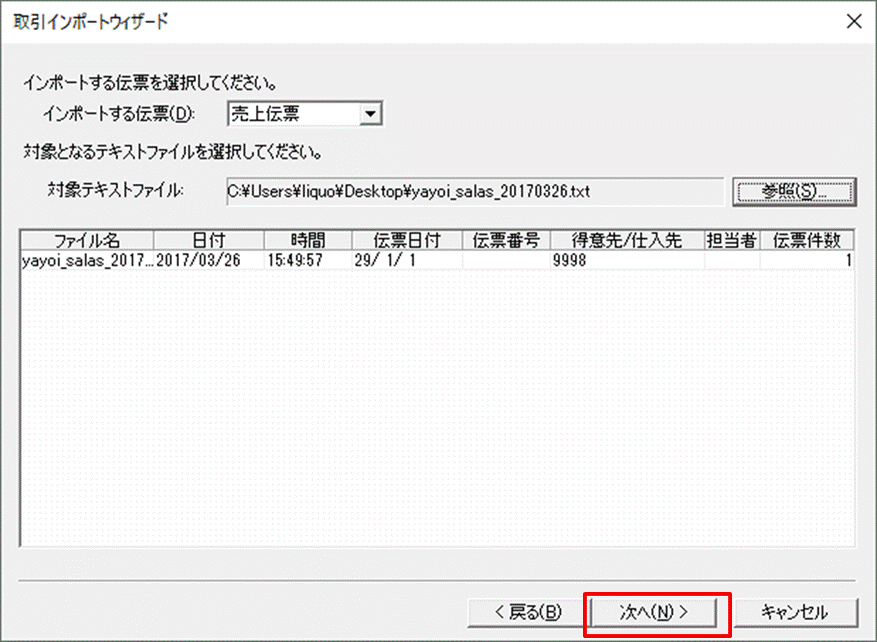 取引インポートウィザード
インポートする伝票を選択してください。
インポートする伝票(D): 売上伝票
対象となるテキストファイルを選択してください。
対象テキストファイル: C:¥Users¥liquo¥Desktop¥yayoi_salas_20170326.txt 参照(S)...
ファイル名 日付 時間 伝票日付 伝票番号 得意先/仕入先 担当者 伝票件数
yayoi_salas_2017... 2017/03/26 15:49:57 29/ 1/ 1 9998 1
< 戻る(B) 次へ(N) > キャンセル